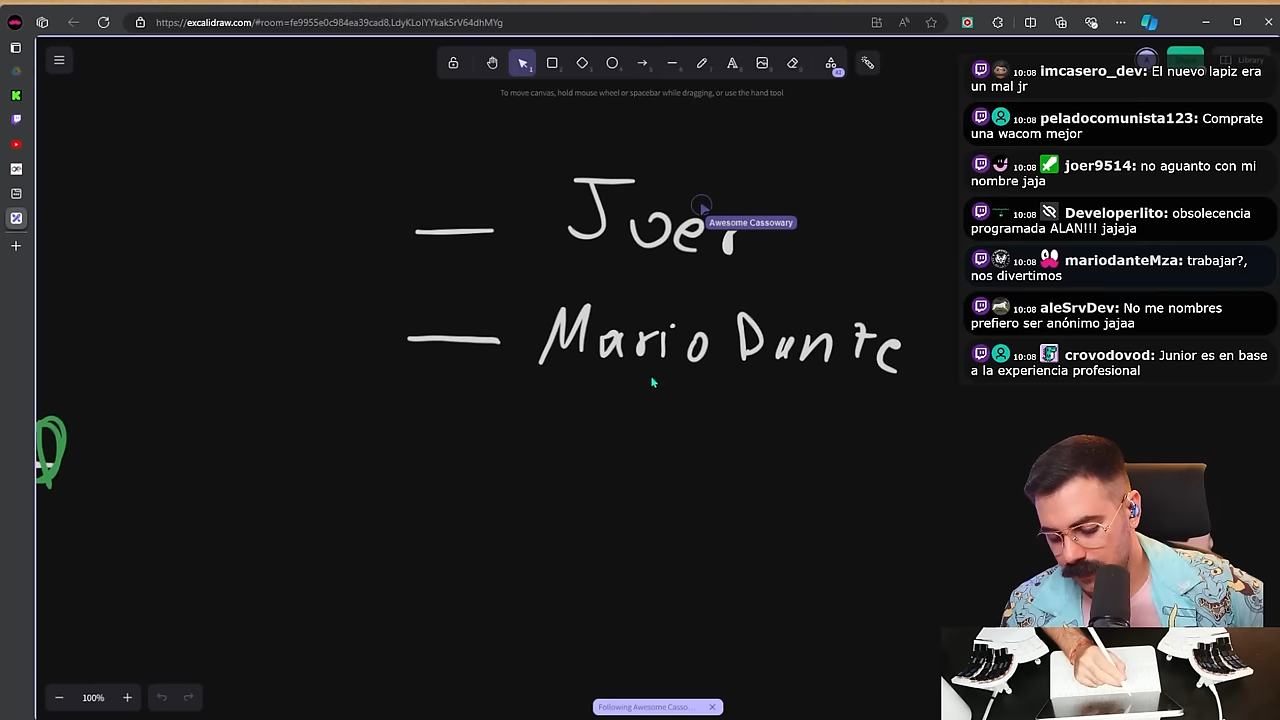 https://excalidraw.com/#room=fe9955e0c984ea39cad8.LdyKLolYYkak5rV64dhMYg
Library
To move canvas, hold mouse wheel or spacebar while dragging, or use the hand tool
10:08 imcasero_dev: El nuevo lapiz era
un mal jr
10:08 peladocomunista123: Comprate
una wacom mejor
10:08 joer9514: no aguanto con mi
nombre jaja
10:08 Developerlito: obsolecencia
programada ALAN!!! jajaja
10:08 mariodanteMza: trabajar?,
nos divertimos
10:08 aleSrvDev: No me nombres
prefiero ser anónimo jajaa
10:08 crovodovod: Junior es en base
a la experiencia profesional
— Joer
Awesome Cassowary
— Mario Dante
100%
Following Awesome Casso...